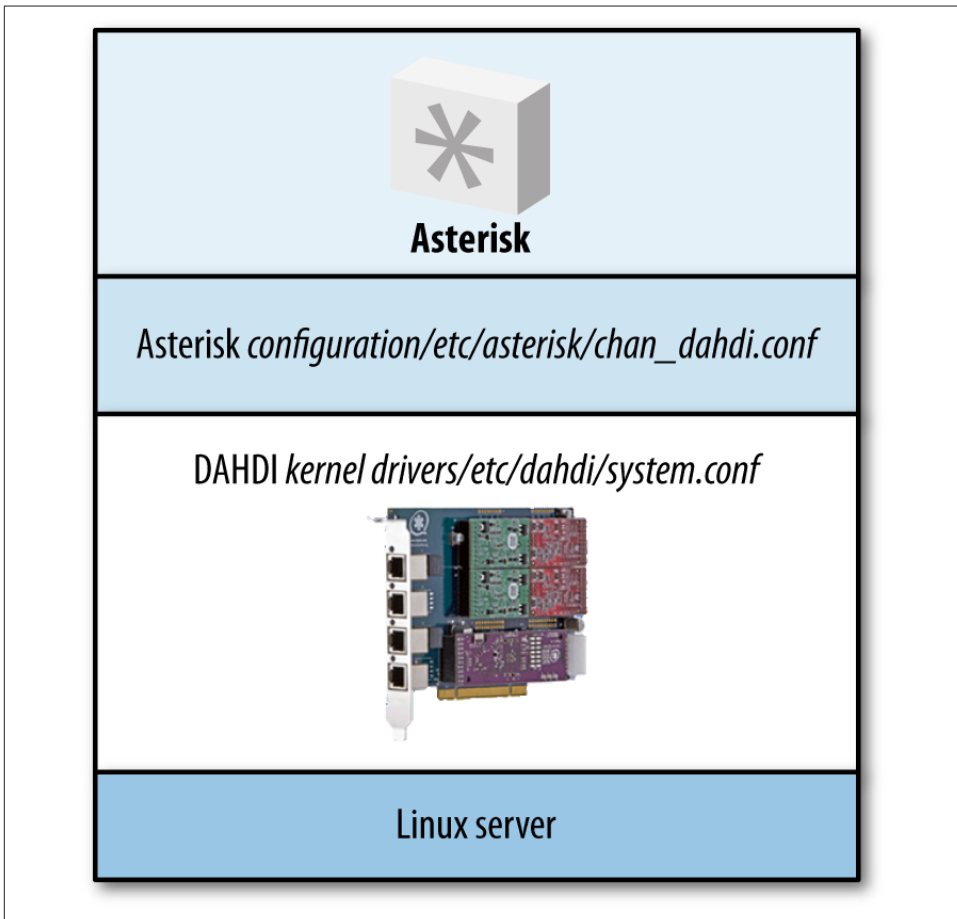 Asterisk
Asterisk configuration/etc/asterisk/chan_dahdi.conf
DAHDI kernel drivers/etc/dahdi/system.conf
Linux server